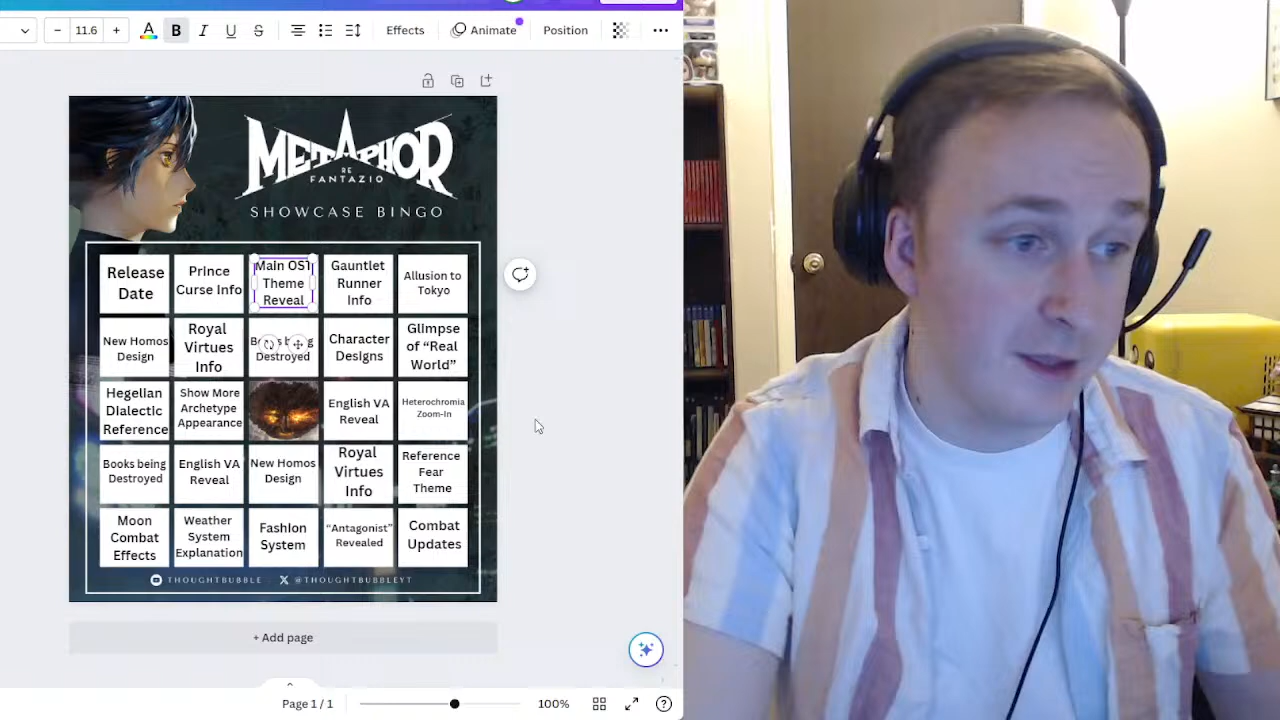 11.6
B I U S
Effects
Animate
Position
METAPHOR
RE
FANTAZIO
SHOWCASE BINGO
Release
Date
Prince
Curse Info
Main OST
Theme
Reveal
Gauntlet
Runner
Info
Allusion to
Tokyo
New Homos
Design
Royal
Virtues
Info
Destroyed
Character
Designs
Glimpse
of “Real
World”
Hegelian
Dialectic
Reference
Show More
Archetype
Appearance
English VA
Reveal
Heterochromia
Zoom-In
Books being
Destroyed
English VA
Reveal
New Homos
Design
Royal
Virtues
Info
Reference
Fear
Theme
Moon
Combat
Effects
Weather
System
Explanation
Fashion
System
“Antagonist”
Revealed
Combat
Updates
THOUGHTBUBBLE
@THOUGHTBUBBLEYT
+ Add page
Page 1 / 1
100%